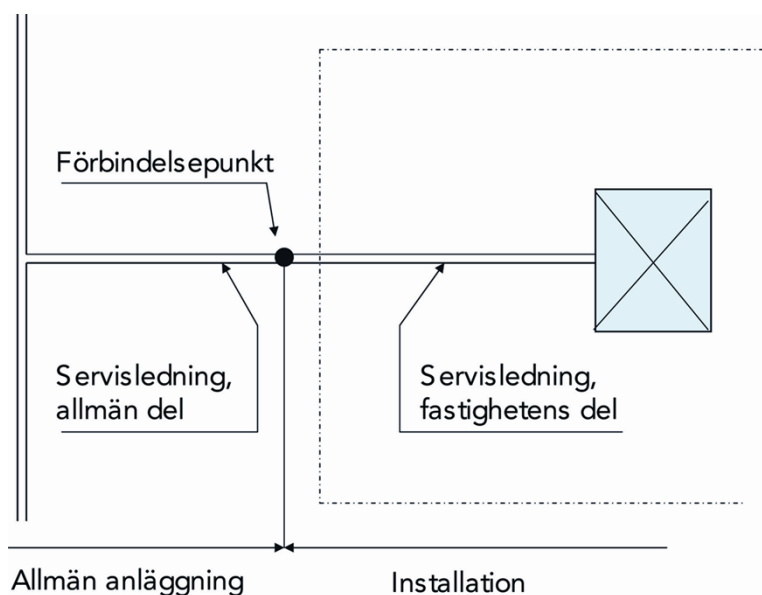 Förbindelsepunkt
Servisledning,
allmän del
Servisledning,
fastighetens del
Allmän anläggning
Installation